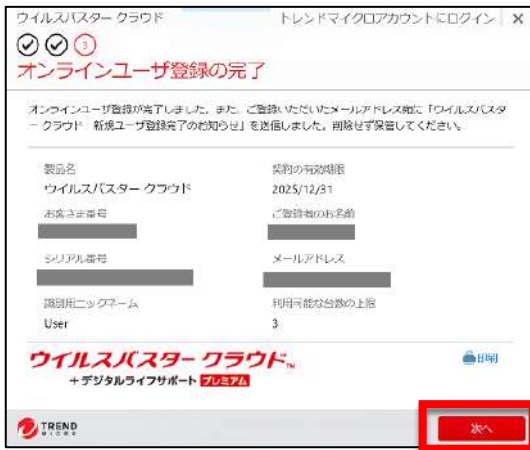 ウイルスバスター クラウド
トレンドマイクロアカウントにログイン
3
オンラインユーザ登録の完了
オンラインユーザ登録が完了しました。また、ご登録いただいたメールアドレス宛に「ウイルスバスタ
ー クラウド 新規ユーザ登録完了のお知らせ」を送信しました。削除せず保管してください。
製品名
契約の有効期限
ウイルスバスター クラウド
2025/12/31
お客さま番号
ご登録者のお名前
シリアル番号
メールアドレス
識別用ニックネーム
利用可能な台数の上限
User
3
ウイルスバスター クラウド™
+デジタルライフサポート プレミアム
印刷
TREND
MICRO
次へ